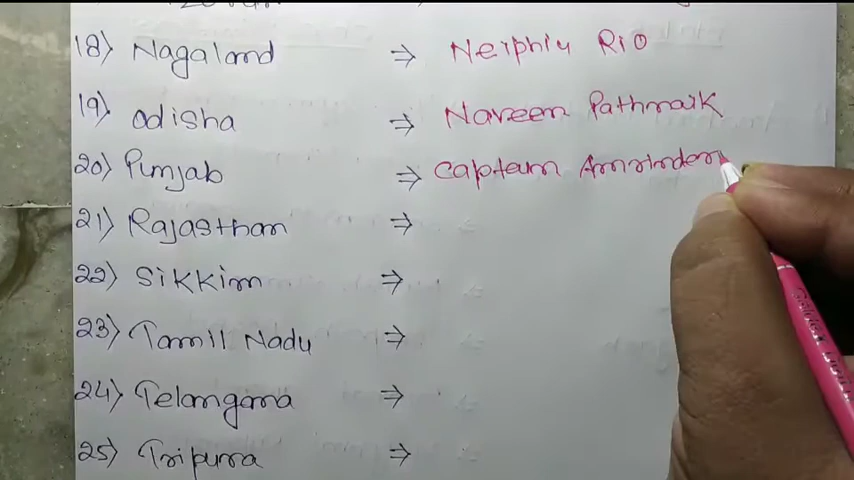 18) Nagaland ⇒ Neiphiu Rio
19) Odisha ⇒ Naveen Pathnaik
20) Punjab ⇒ Captain Amrinder
21) Rajasthan ⇒
22) Sikkim ⇒
23) Tamil Nadu ⇒
24) Telangana ⇒
25) Tripura ⇒